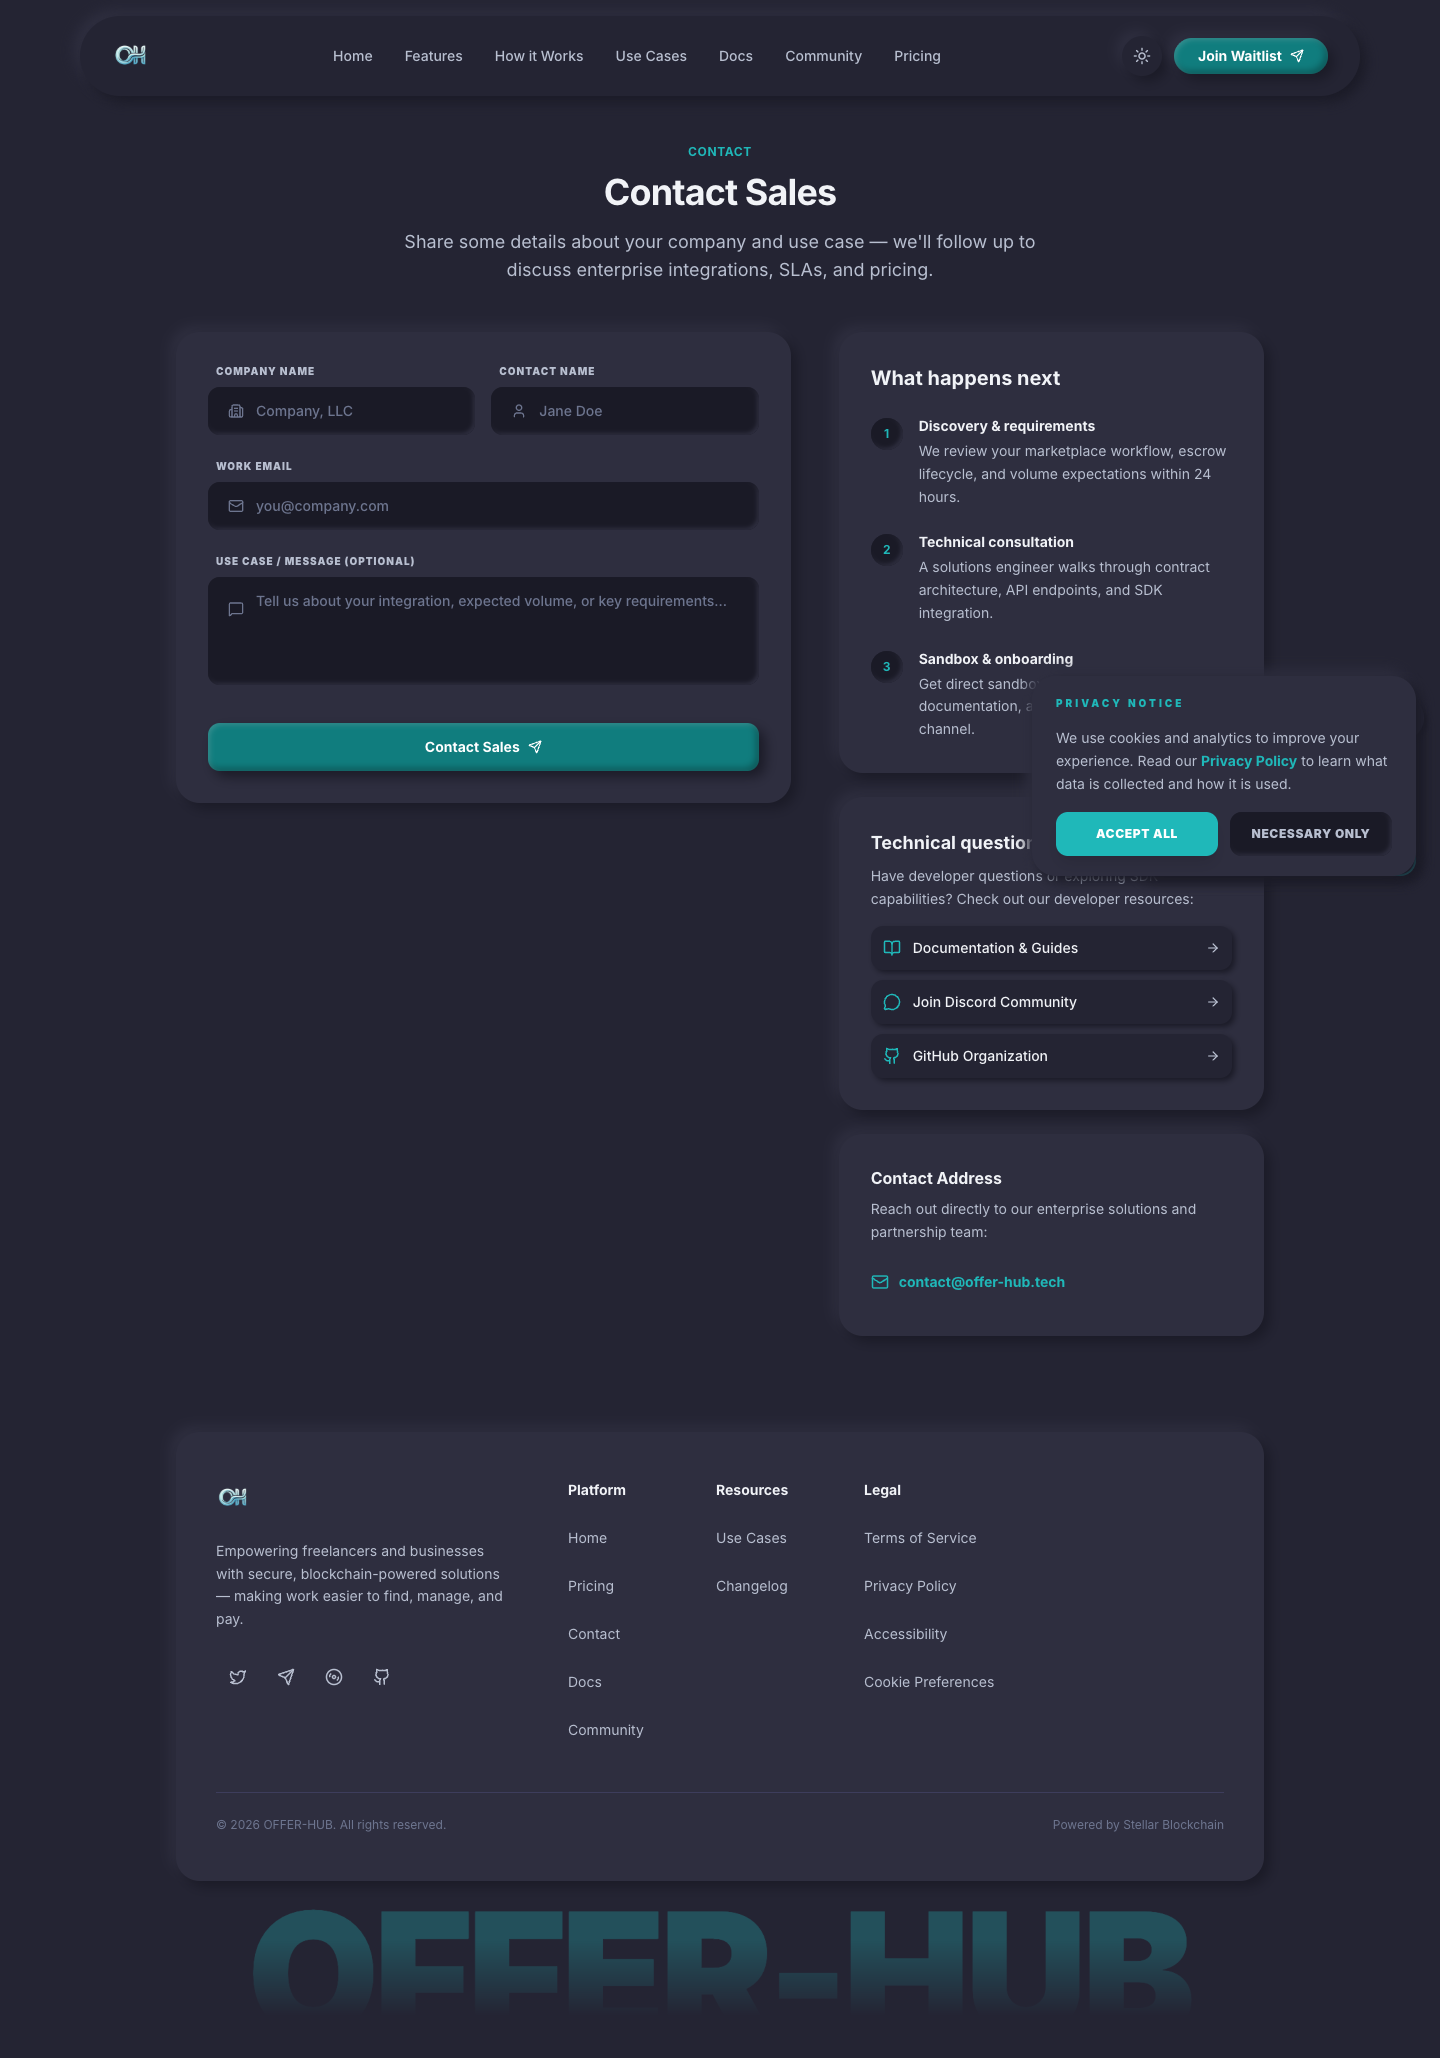 OH
Home
Features
How it Works
Use Cases
Docs
Community
Pricing
Join Waitlist
CONTACT
Contact Sales
Share some details about your company and use case — we'll follow up to
discuss enterprise integrations, SLAs, and pricing.
COMPANY NAME
Company, LLC
CONTACT NAME
Jane Doe
WORK EMAIL
you@company.com
USE CASE / MESSAGE (OPTIONAL)
Tell us about your integration, expected volume, or key requirements...
Contact Sales
What happens next
1
Discovery & requirements
We review your marketplace workflow, escrow
lifecycle, and volume expectations within 24
hours.
2
Technical consultation
A solutions engineer walks through contract
architecture, API endpoints, and SDK
integration.
3
Sandbox & onboarding
Get direct
documentation,
channel.
PRIVACY NOTICE
We use cookies and analytics to improve your
experience. Read our Privacy Policy to learn what
data is collected and how it is used.
ACCEPT ALL
NECESSARY ONLY
Technical
Have developer questions or exploring
capabilities? Check out our developer resources:
Documentation & Guides
Join Discord Community
GitHub Organization
Contact Address
Reach out directly to our enterprise solutions and
partnership team:
contact@offer-hub.tech
OH
Empowering freelancers and businesses
with secure, blockchain-powered solutions
— making work easier to find, manage, and
pay.
Platform
Home
Pricing
Contact
Docs
Community
Resources
Use Cases
Changelog
Legal
Terms of Service
Privacy Policy
Accessibility
Cookie Preferences
© 2026 OFFER-HUB. All rights reserved.
Powered by Stellar Blockchain
OFFER-HUB